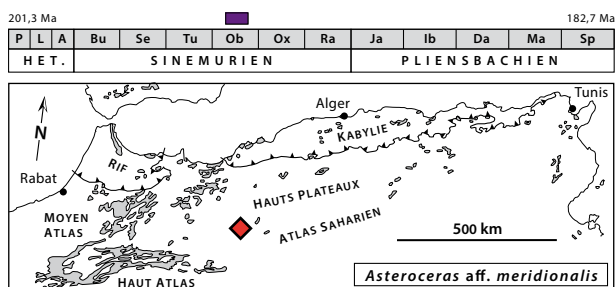 201,3 Ma 182,7 Ma
P L A Bu Se Tu Ob Ox Ra Ja Ib Da Ma Sp
HET. SINEMURIEN PLIENSBACHIEN
Tunis
Alger
KABYLIE
N
RIF
Rabat
HAUTS PLATEAUX
MOYEN
ATLAS
ATLAS SAHARIEN
500 km
HAUT ATLAS
Asteroceras aff. meridionalis